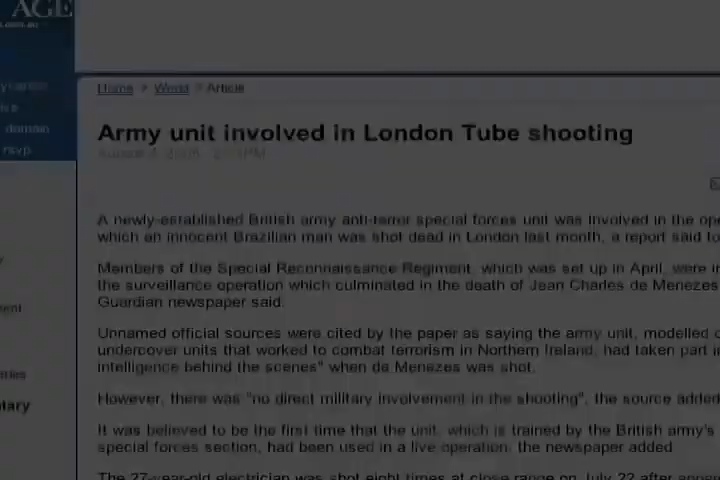 AGE
domain
rsvp
Home > World > Article
Army unit involved in London Tube shooting
A newly-established British army anti-terror special forces unit was involved in the
which an innocent Brazilian man was shot dead in London last month, a report said
Members of the Special Reconnaissance Regiment, which was set up in April, were
the surveillance operation which culminated in the death of Jean Charles de Menezes
Guardian newspaper said.
Unnamed official sources were cited by the paper as saying the army unit, modelled
undercover units that worked to combat terrorism in Northern Ireland, had taken part
intelligence behind the scenes" when de Menezes was shot.
However, there was "no direct military involvement in the shooting", the source added
It was believed to be the first time that the unit, which is trained by the British army's
special forces section, had been used in a live operation, the newspaper added
The 27-year-old electrician was shot eight times at close range on July 22 after